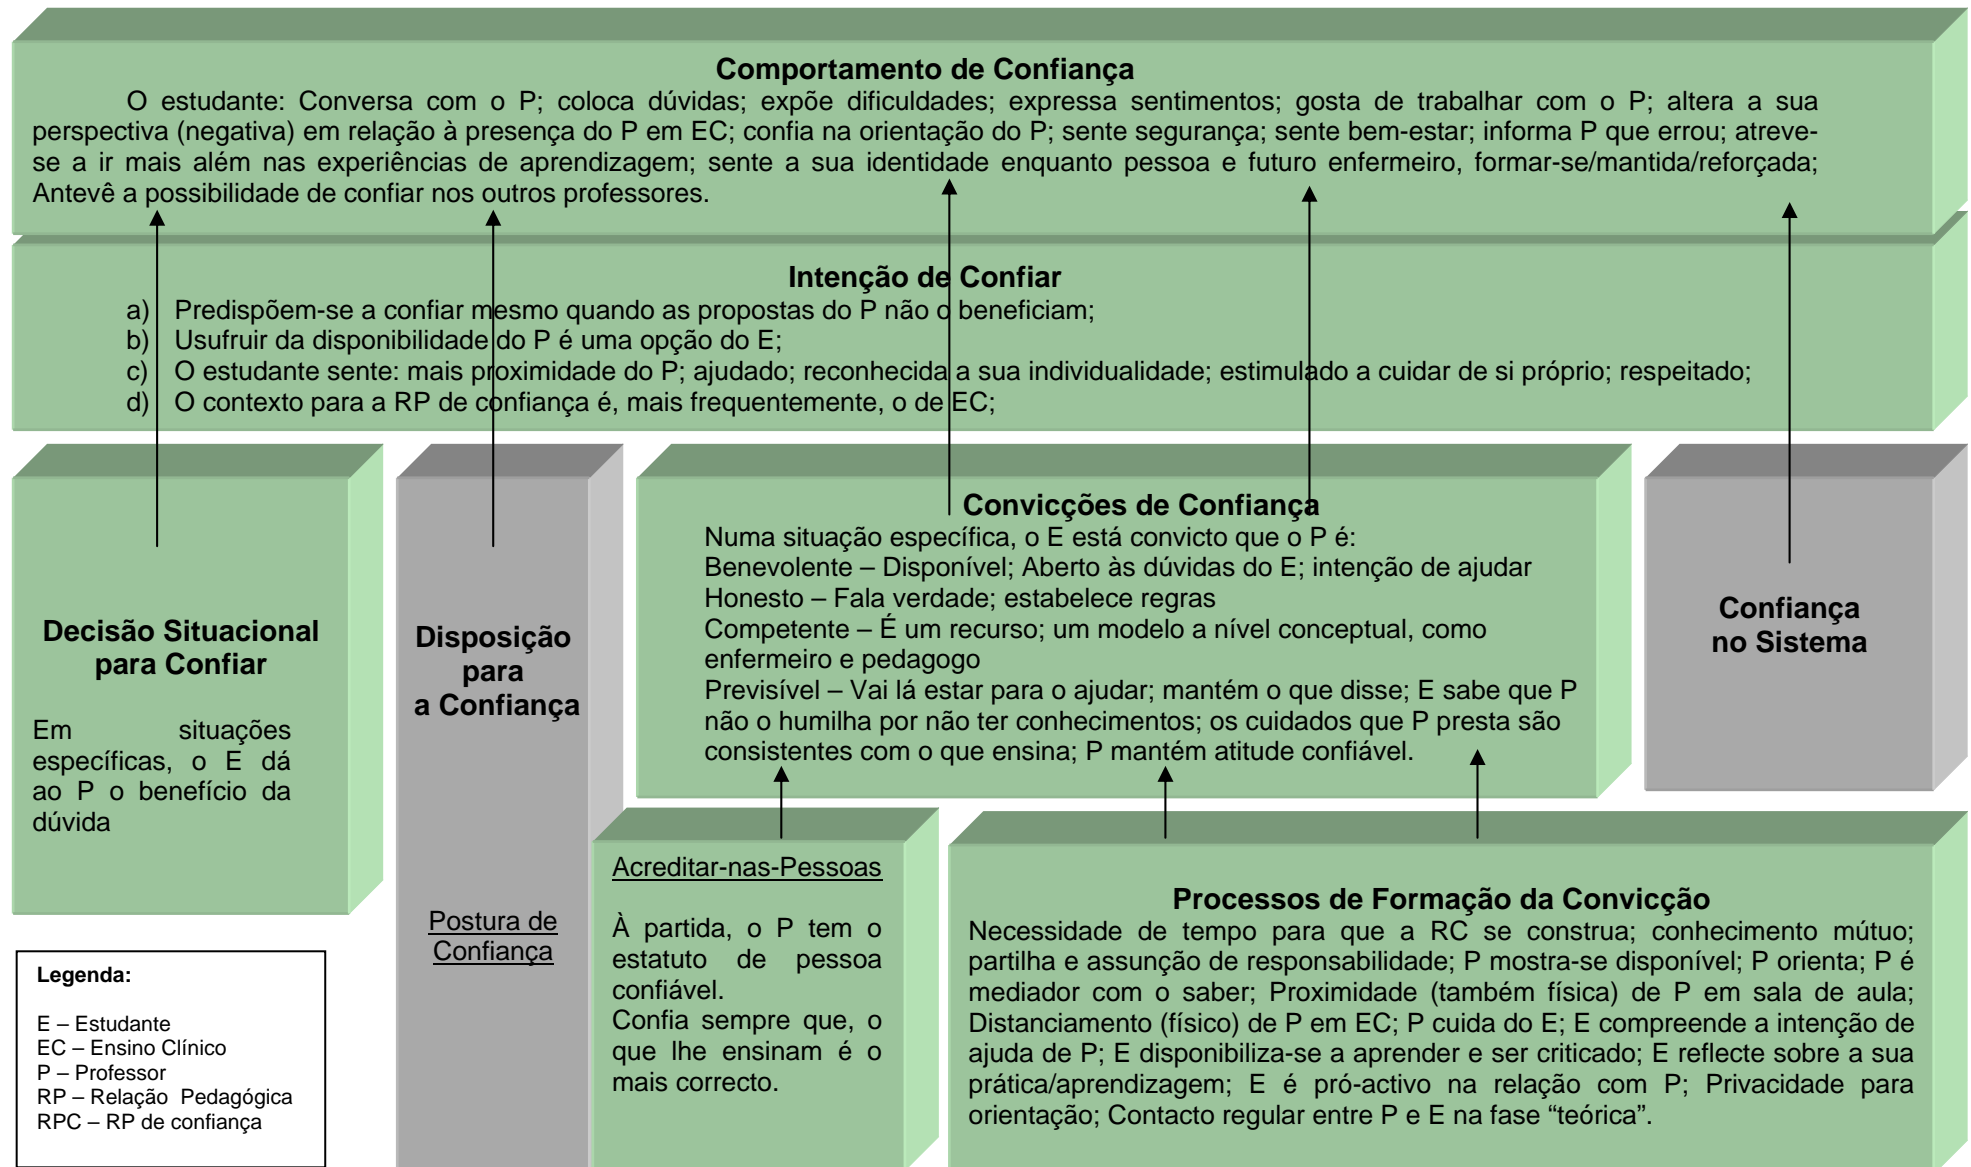 Comportamento de Confiança
O estudante: Conversa com o P; coloca dúvidas; expõe dificuldades; expressa sentimentos; gosta de trabalhar com o P; altera a sua
perspectiva (negativa) em relação à presença do P em EC; confia na orientação do P; sente segurança; sente bem-estar; informa P que errou; atreve-
se a ir mais além nas experiências de aprendizagem; sente a sua identidade enquanto pessoa e futuro enfermeiro, formar-se/mantida/reforçada;
Antevê a possibilidade de confiar nos outros professores.
Intenção de Confiar
a) Predispõem-se a confiar mesmo quando as propostas do P não o beneficiam;
b) Usufruir da disponibilidade do P é uma opção do E;
c) O estudante sente: mais proximidade do P; ajudado; reconhecida a sua individualidade; estimulado a cuidar de si próprio; respeitado;
d) O contexto para a RP de confiança é, mais frequentemente, o de EC;
Decisão Situacional
para Confiar
Em situações
específicas, o E dá
ao P o benefício da
dúvida
Disposição
para
a Confiança
Postura de
Confiança
Convicções de Confiança
Numa situação específica, o E está convicto que o P é:
Benevolente – Disponível; Aberto às dúvidas do E; intenção de ajudar
Honesto – Fala verdade; estabelece regras
Competente – É um recurso; um modelo a nível conceptual, como
enfermeiro e pedagogo
Previsível – Vai lá estar para o ajudar; mantém o que disse; E sabe que P
não o humilha por não ter conhecimentos; os cuidados que P presta são
consistentes com o que ensina; P mantém atitude confiável.
Confiança
no Sistema
Acreditar-nas-Pessoas
À partida, o P tem o
estatuto de pessoa
confiável.
Confia sempre que, o
que lhe ensinam é o
mais correcto.
Processos de Formação da Convicção
Necessidade de tempo para que a RC se construa; conhecimento mútuo;
partilha e assunção de responsabilidade; P mostra-se disponível; P orienta; P é
mediador com o saber; Proximidade (também física) de P em sala de aula;
Distanciamento (físico) de P em EC; P cuida do E; E compreende a intenção de
ajuda de P; E disponibiliza-se a aprender e ser criticado; E reflecte sobre a sua
prática/aprendizagem; E é pró-activo na relação com P; Privacidade para
orientação; Contacto regular entre P e E na fase “teórica”.
Legenda:
E – Estudante
EC – Ensino Clínico
P – Professor
RP – Relação Pedagógica
RPC – RP de confiança